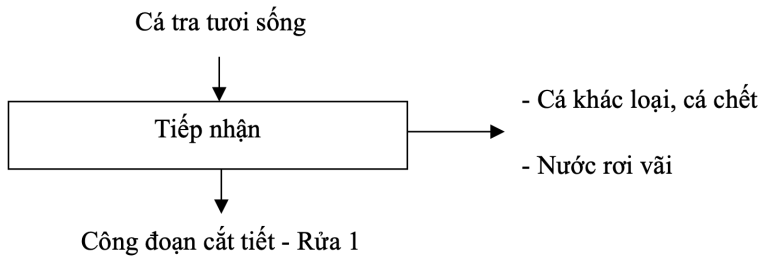 Cá tra tươi sống
Tiếp nhận
- Cá khác loại, cá chết
- Nước rơi vãi
Công đoạn cắt tiết - Rửa 1